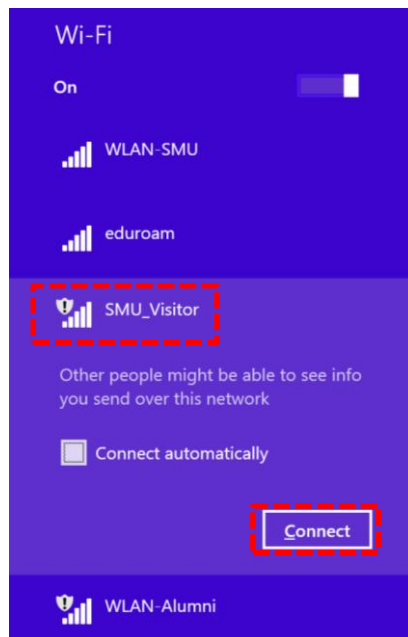 Wi-Fi
On
WLAN-SMU
eduroam
SMU_Visitor
Other people might be able to see info
you send over this network
Connect automatically
Connect
WLAN-Alumni